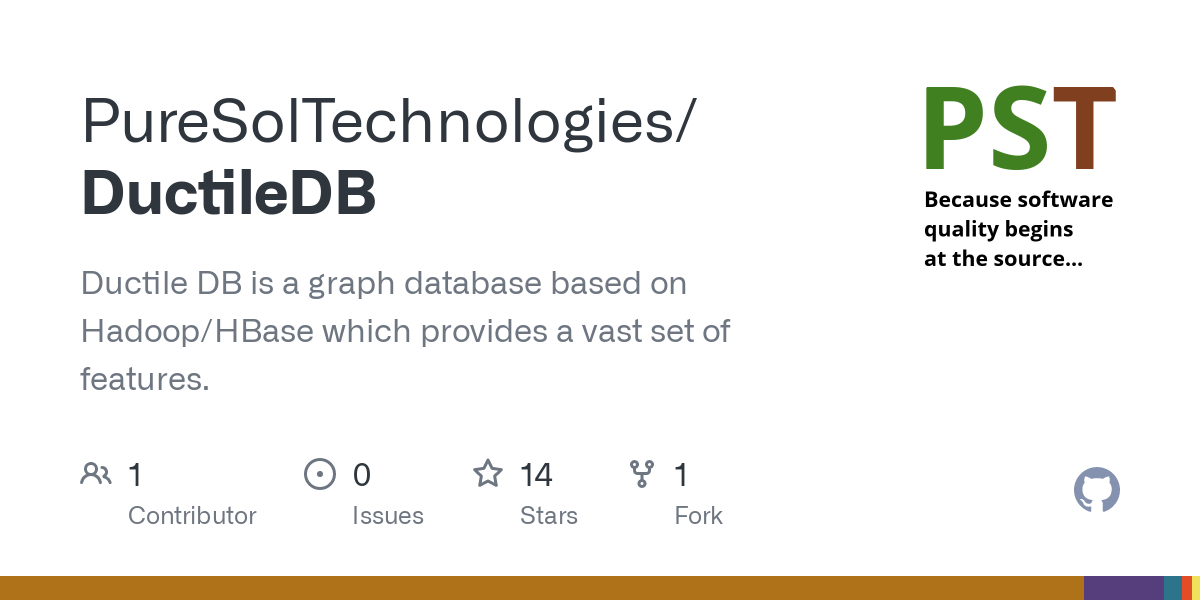 PureSolTechnologies/
DuctileDB
Ductile DB is a graph database based on
Hadoop/HBase which provides a vast set of
features.
1
Contributor
0
Issues
14
Stars
1
Fork
PST
Because software
quality begins
at the source...